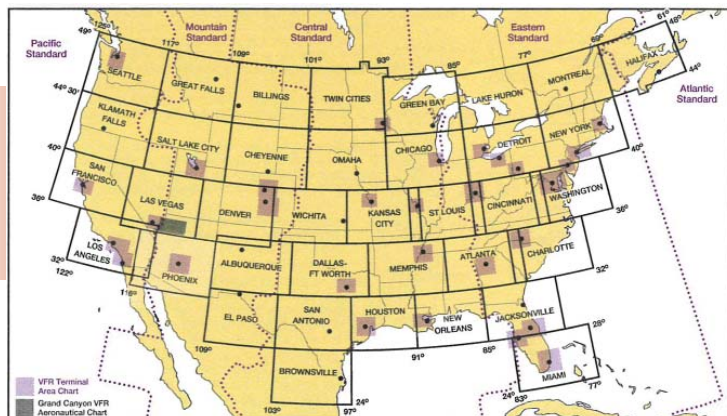 Pacific
Standard
Mountain
Standard
Central
Standard
Eastern
Standard
Atlantic
Standard
49°
125°
117°
109°
101°
93°
85°
77°
69°
61°
48°
44°
44° 30'
40°
36°
32°
122°
116°
109°
103°
97°
24°
91°
85°
24°
83°
77°
28°
32°
36°
40°
SEATTLE
GREAT FALLS
BILLINGS
TWIN CITIES
GREEN BAY
LAKE HURON
MONTREAL
HALIFAX
KLAMATH
FALLS
SALT LAKE CITY
CHEYENNE
OMAHA
CHICAGO
DETROIT
NEW YORK
SAN
FRANCISCO
LAS VEGAS
DENVER
WICHITA
KANSAS
CITY
ST LOUIS
CINCINNATI
WASHINGTON
LOS
ANGELES
PHOENIX
ALBUQUERQUE
DALLAS-
FT WORTH
MEMPHIS
ATLANTA
CHARLOTTE
EL PASO
SAN
ANTONIO
HOUSTON
NEW
ORLEANS
JACKSONVILLE
BROWNSVILLE
MIAMI
VFR Terminal
Area Chart
Grand Canyon VFR
Aeronautical Chart